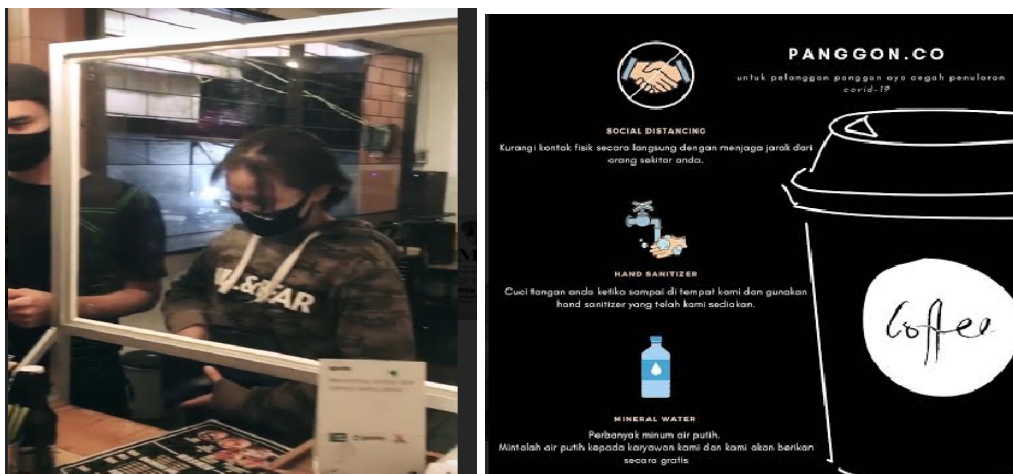 PANGGON.CO
untuk pelanggan panggon ayo cegah penularan
covid-19
SOCIAL DISTANCING
Kurangi kontak fisik secara langsung dengan menjaga jarak dari
orang sekitar anda.
HAND SANITIZER
Cuci tangan anda ketika sampai di tempat kami dan gunakan
hand sanitizer yang telah kami sediakan.
MINERAL WATER
Perbanyak minum air putih.
Mintalah air putih kepada karyawan kami dan kami akan berikan
secara gratis
Coffee